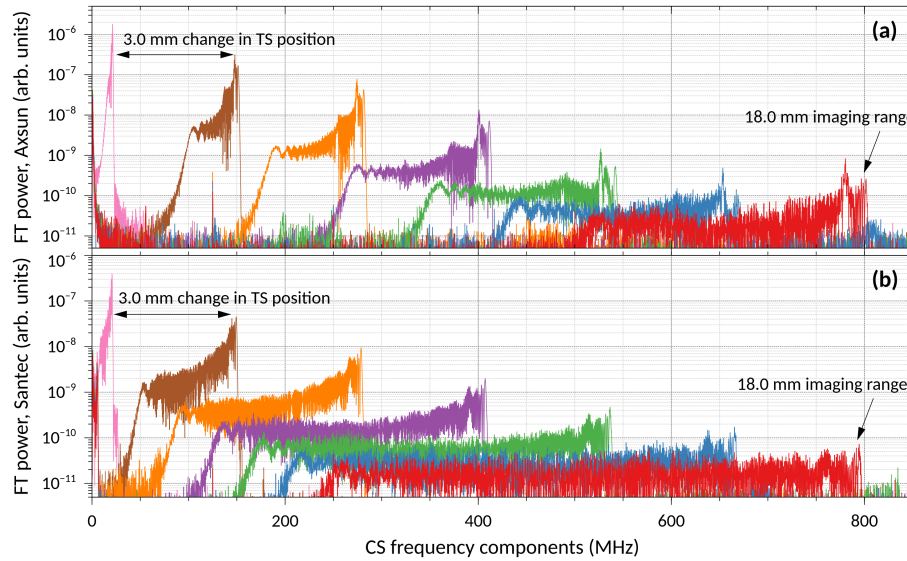 FT power, Axsun (arb. units)
10⁻⁶
10⁻⁷
10⁻⁸
10⁻⁹
10⁻¹⁰
10⁻¹¹
3.0 mm change in TS position
(a)
18.0 mm imaging range
FT power, Santec (arb. units)
10⁻⁶
10⁻⁷
10⁻⁸
10⁻⁹
10⁻¹⁰
10⁻¹¹
3.0 mm change in TS position
(b)
18.0 mm imaging range
0 200 400 600 800
CS frequency components (MHz)